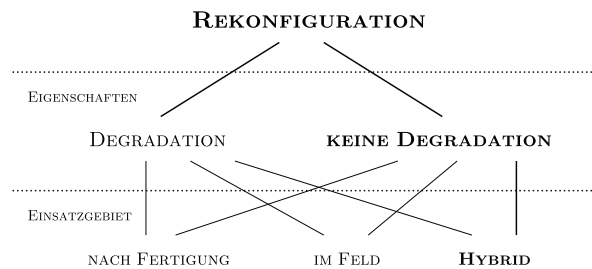 Rekonfiguration
Eigenschaften
Degradation keine Degradation
Einsatzgebiet
nach Fertigung im Feld Hybrid